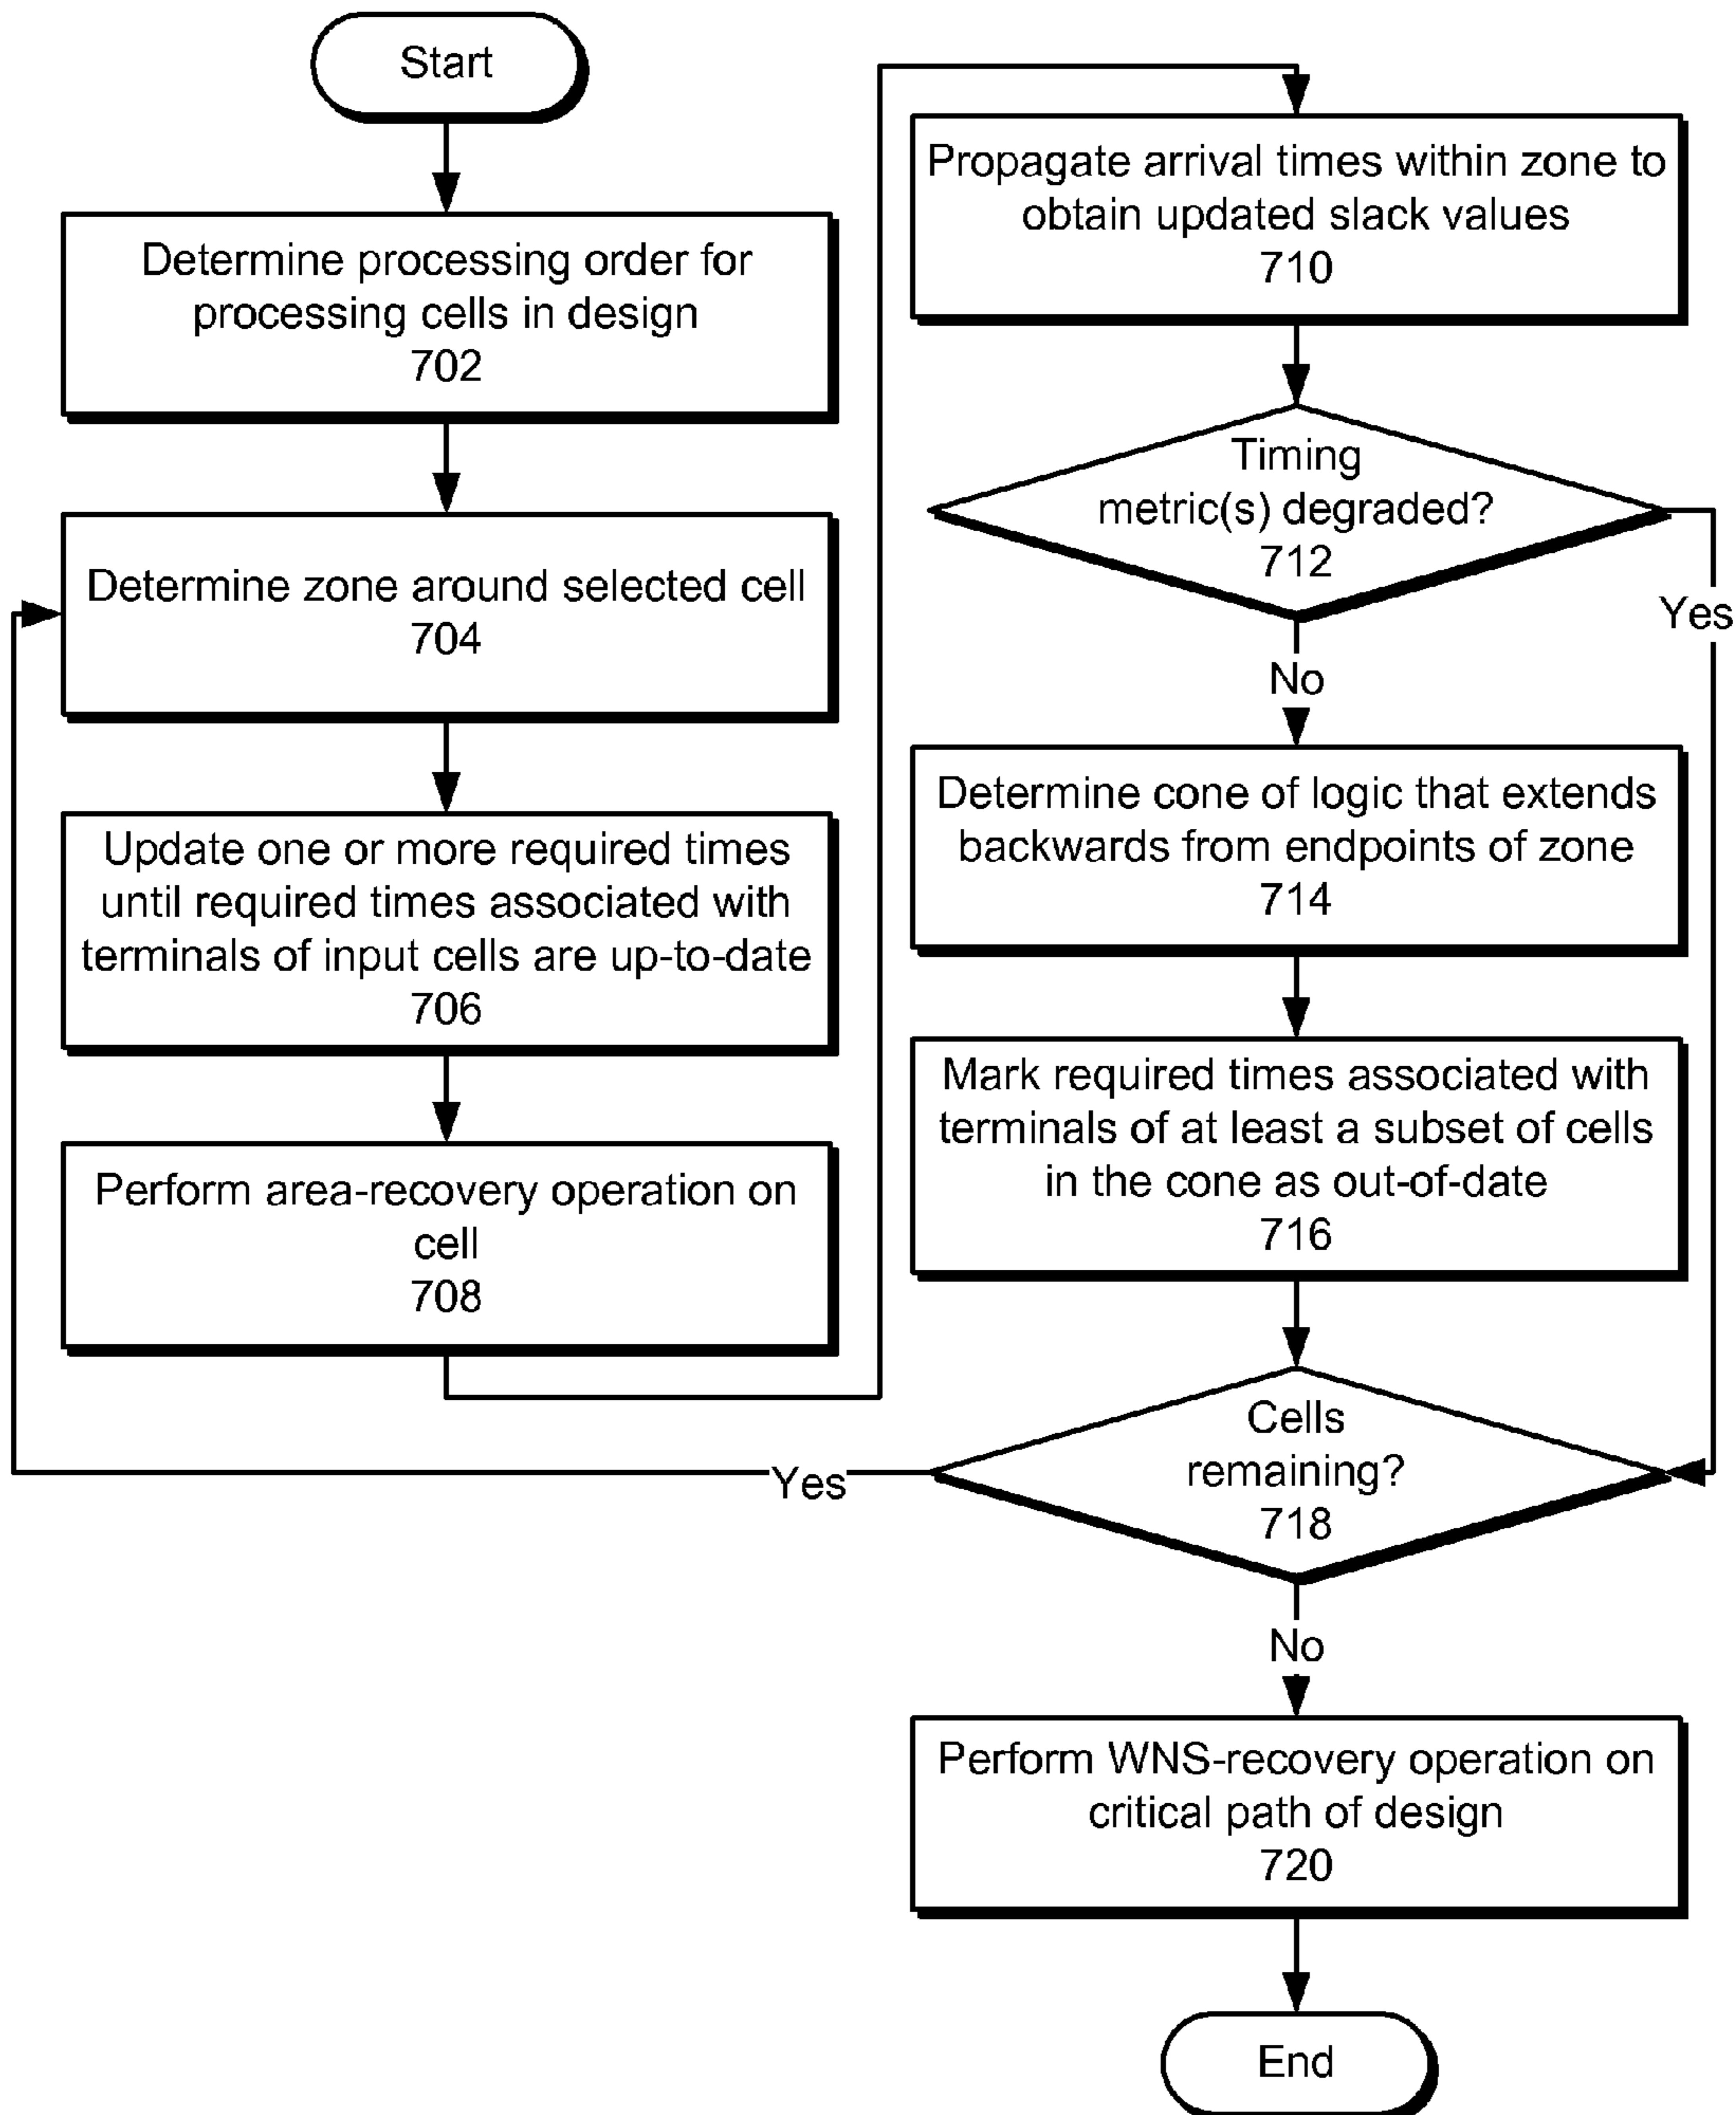 Start
Determine processing order for
processing cells in design
702
Determine zone around selected cell
704
Update one or more required times
until required times associated with
terminals of input cells are up-to-date
706
Perform area-recovery operation on
cell
708
Propagate arrival times within zone to
obtain updated slack values
710
Timing
metric(s) degraded?
712
Yes
No
Determine cone of logic that extends
backwards from endpoints of zone
714
Mark required times associated with
terminals of at least a subset of cells
in the cone as out-of-date
716
Cells
remaining?
718
Yes
No
Perform WNS-recovery operation on
critical path of design
720
End